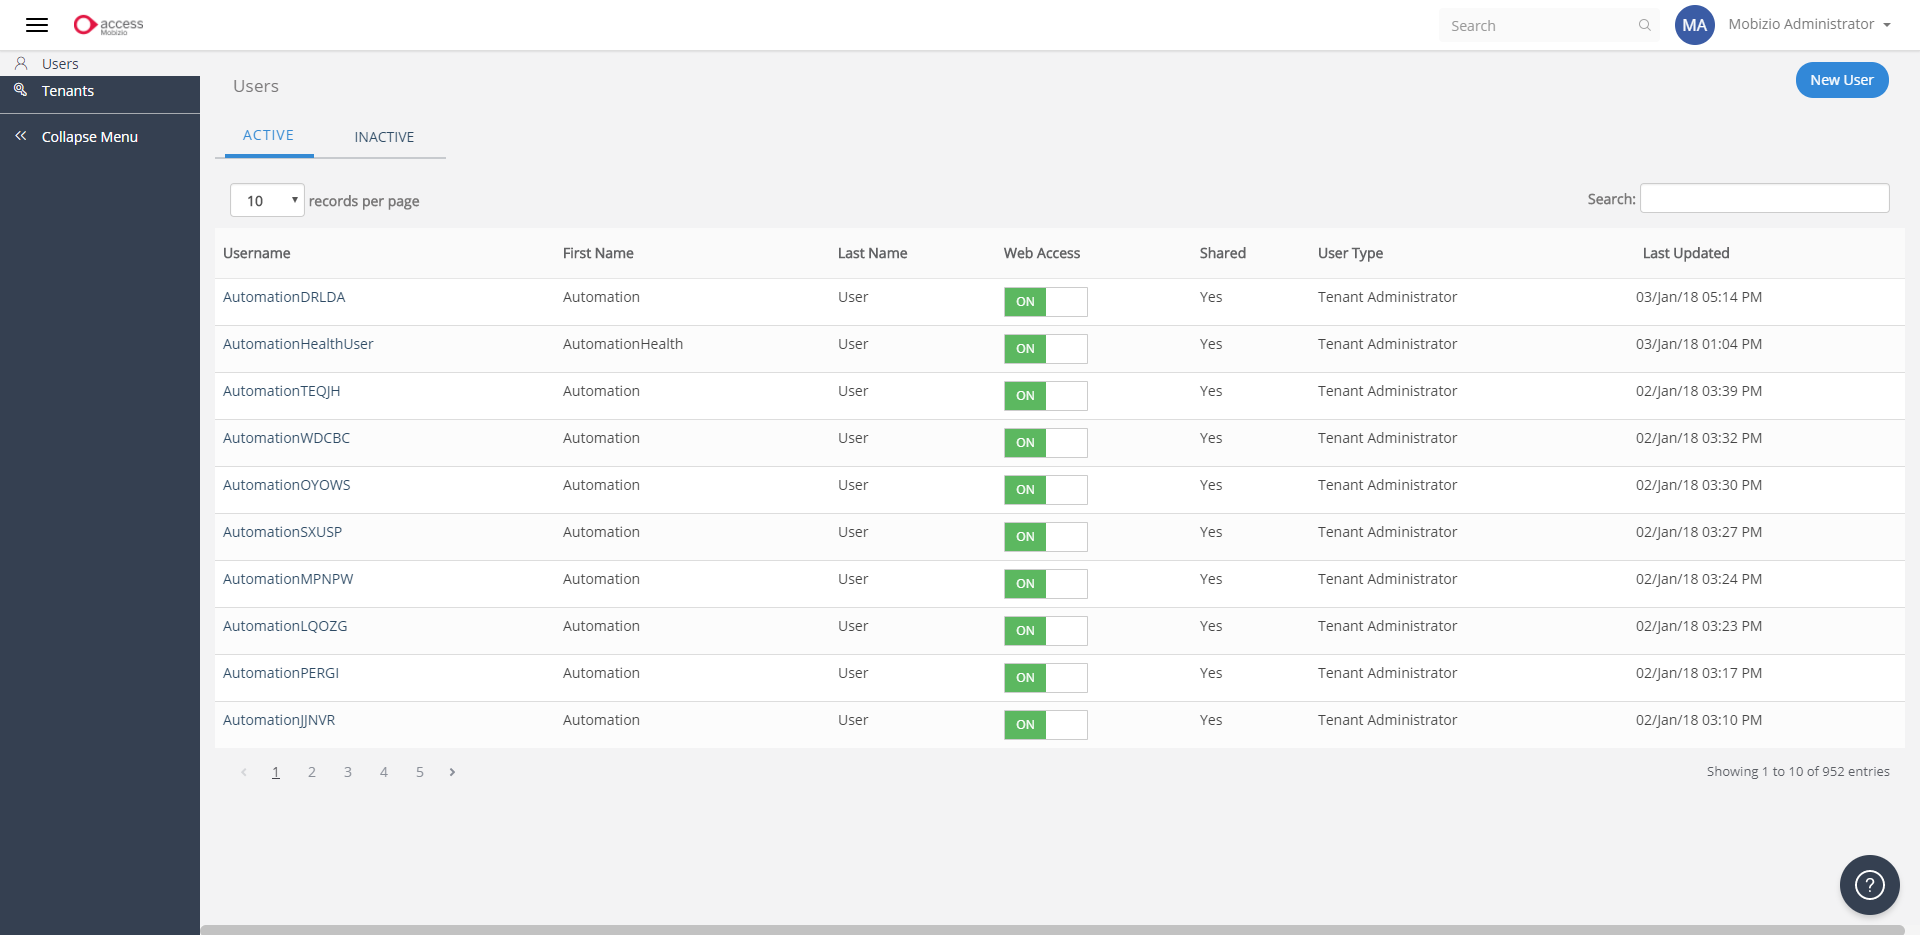 access
Mobizio
Search
MA
Mobizio Administrator
Users
Tenants
Collapse Menu
Users
New User
ACTIVE INACTIVE
10 records per page
Search:
Username First Name Last Name Web Access Shared User Type Last Updated
AutomationDRLDA Automation User ON Yes Tenant Administrator 03/Jan/18 05:14 PM
AutomationHealthUser AutomationHealth User ON Yes Tenant Administrator 03/Jan/18 01:04 PM
AutomationTEQJH Automation User ON Yes Tenant Administrator 02/Jan/18 03:39 PM
AutomationWDCBC Automation User ON Yes Tenant Administrator 02/Jan/18 03:32 PM
AutomationOYOWS Automation User ON Yes Tenant Administrator 02/Jan/18 03:30 PM
AutomationSXUSP Automation User ON Yes Tenant Administrator 02/Jan/18 03:27 PM
AutomationMPNPW Automation User ON Yes Tenant Administrator 02/Jan/18 03:24 PM
AutomationLQOZG Automation User ON Yes Tenant Administrator 02/Jan/18 03:23 PM
AutomationPERGI Automation User ON Yes Tenant Administrator 02/Jan/18 03:17 PM
AutomationJJNVR Automation User ON Yes Tenant Administrator 02/Jan/18 03:10 PM
‹ 1 2 3 4 5 ›
Showing 1 to 10 of 952 entries
?